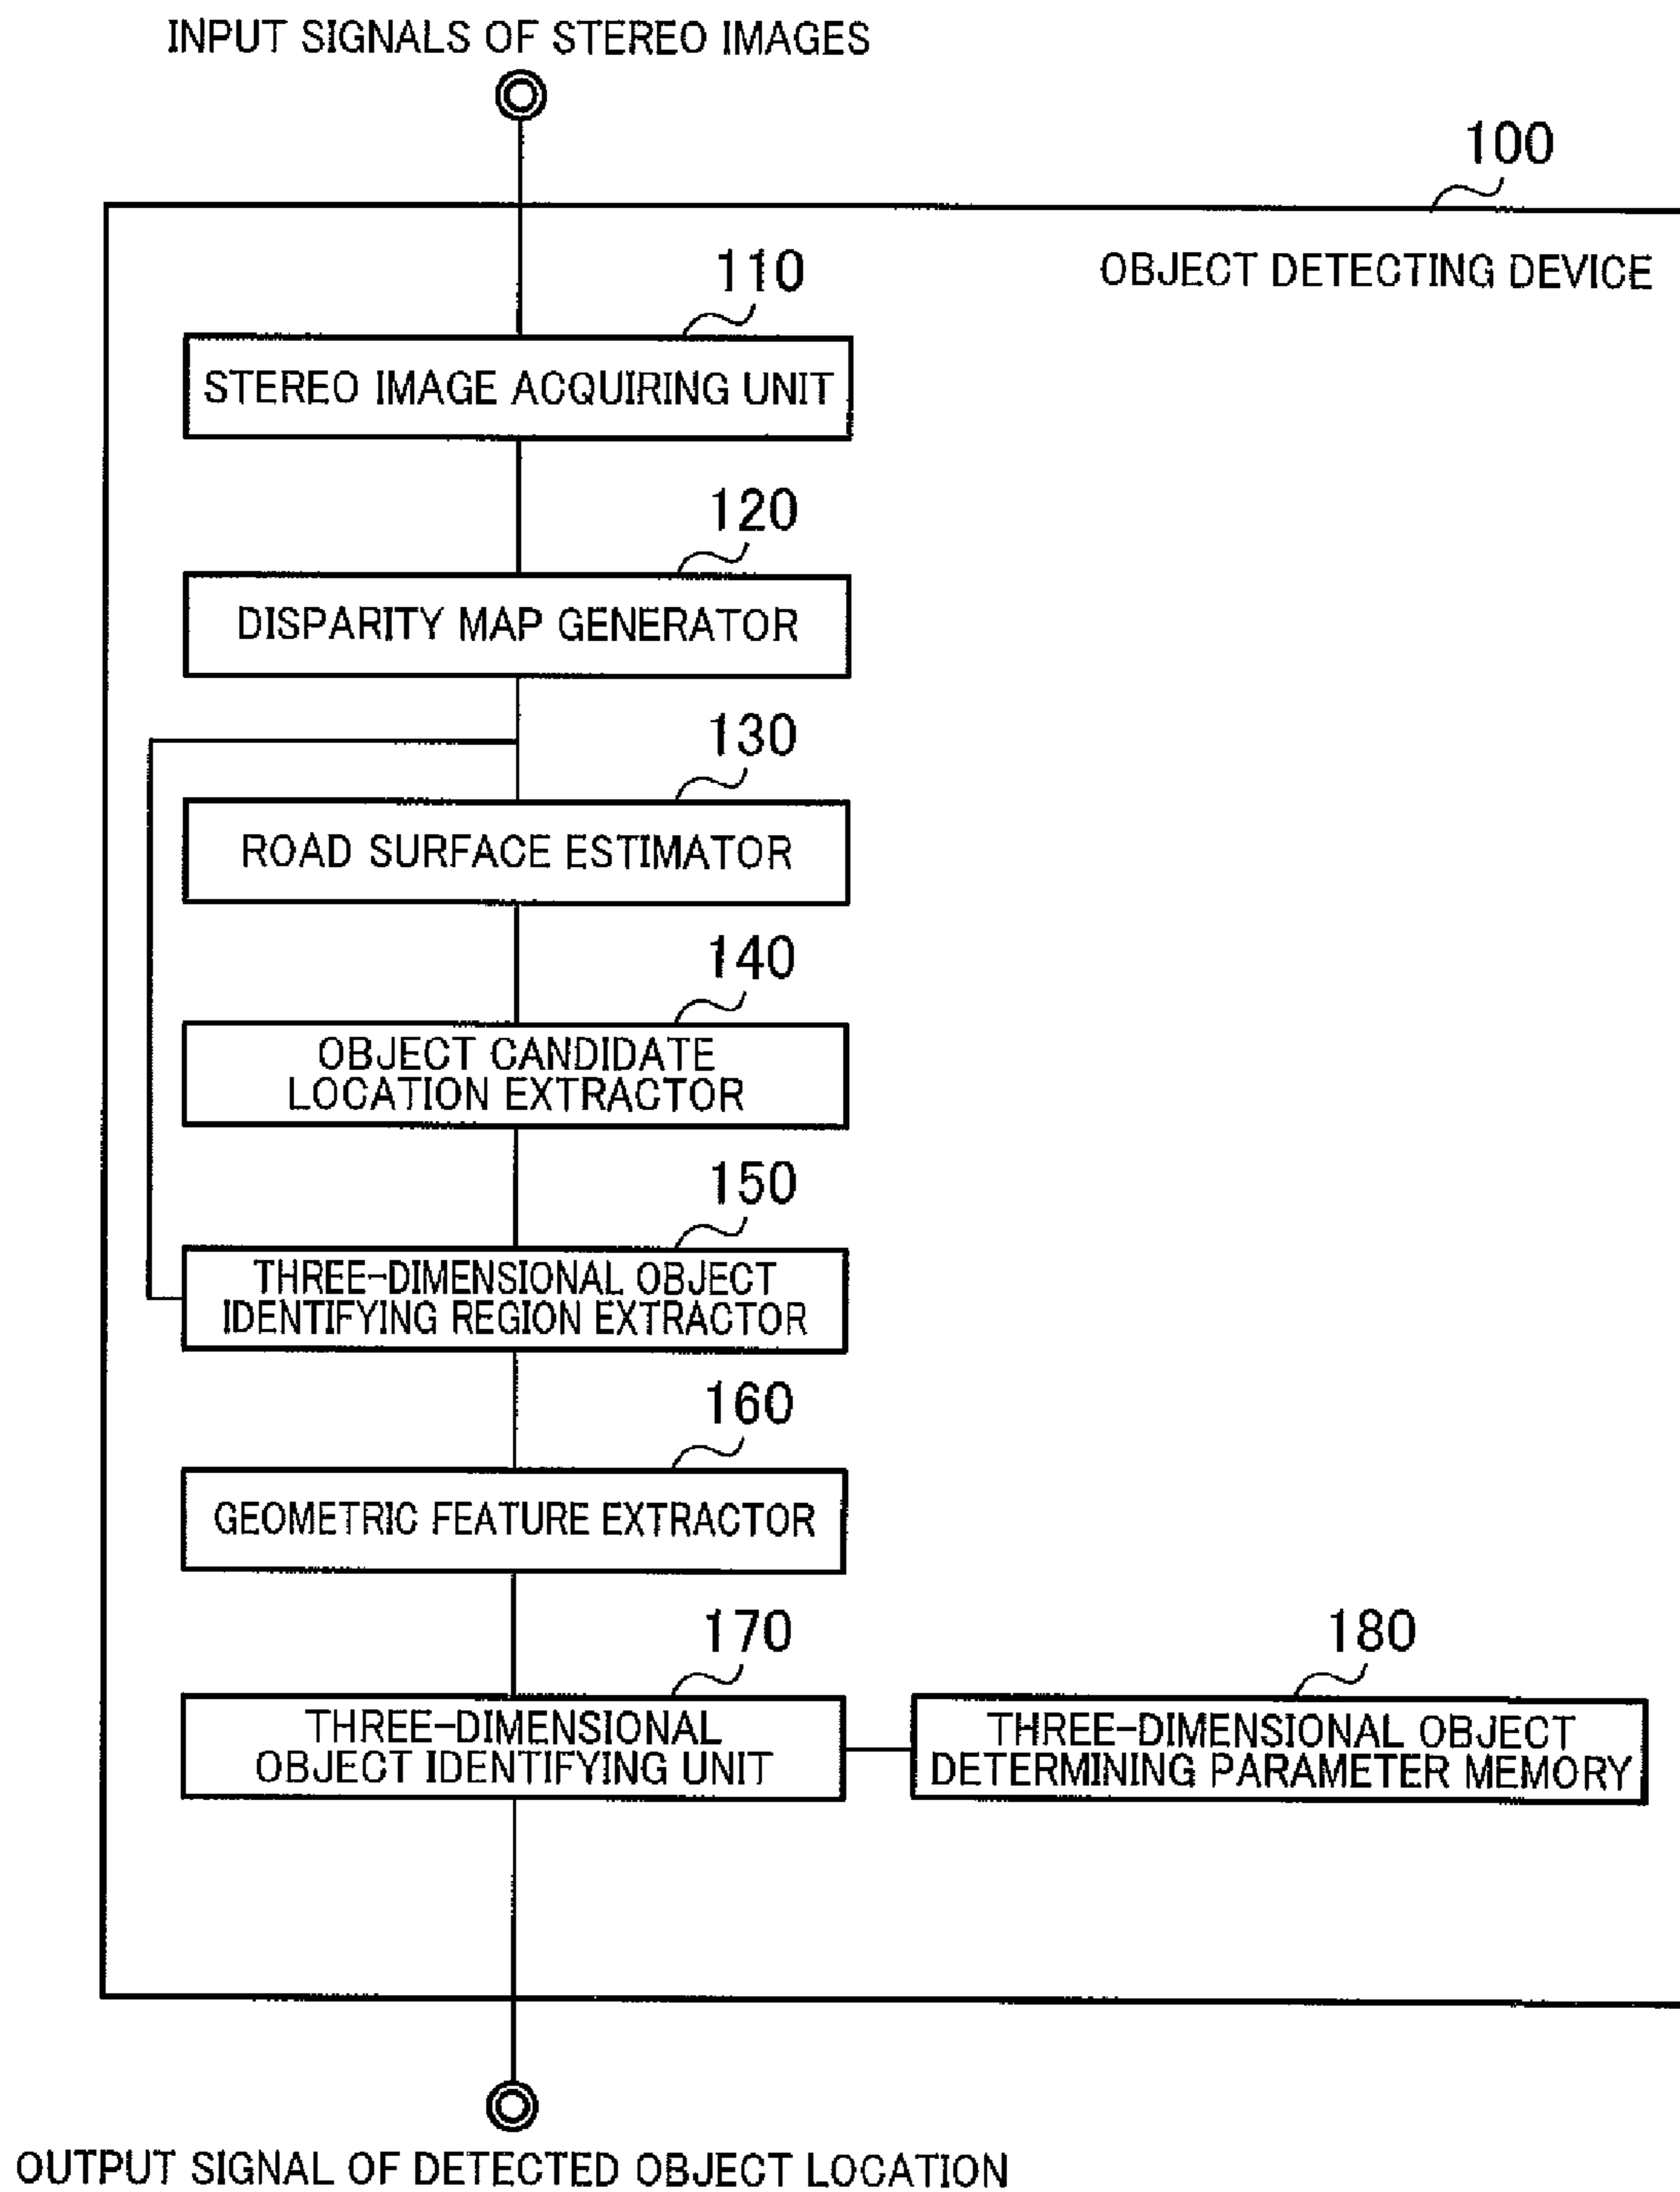 INPUT SIGNALS OF STEREO IMAGES
100
OBJECT DETECTING DEVICE
110
STEREO IMAGE ACQUIRING UNIT
120
DISPARITY MAP GENERATOR
130
ROAD SURFACE ESTIMATOR
140
OBJECT CANDIDATE
LOCATION EXTRACTOR
150
THREE-DIMENSIONAL OBJECT
IDENTIFYING REGION EXTRACTOR
160
GEOMETRIC FEATURE EXTRACTOR
170
THREE-DIMENSIONAL
OBJECT IDENTIFYING UNIT
180
THREE-DIMENSIONAL OBJECT
DETERMINING PARAMETER MEMORY
OUTPUT SIGNAL OF DETECTED OBJECT LOCATION